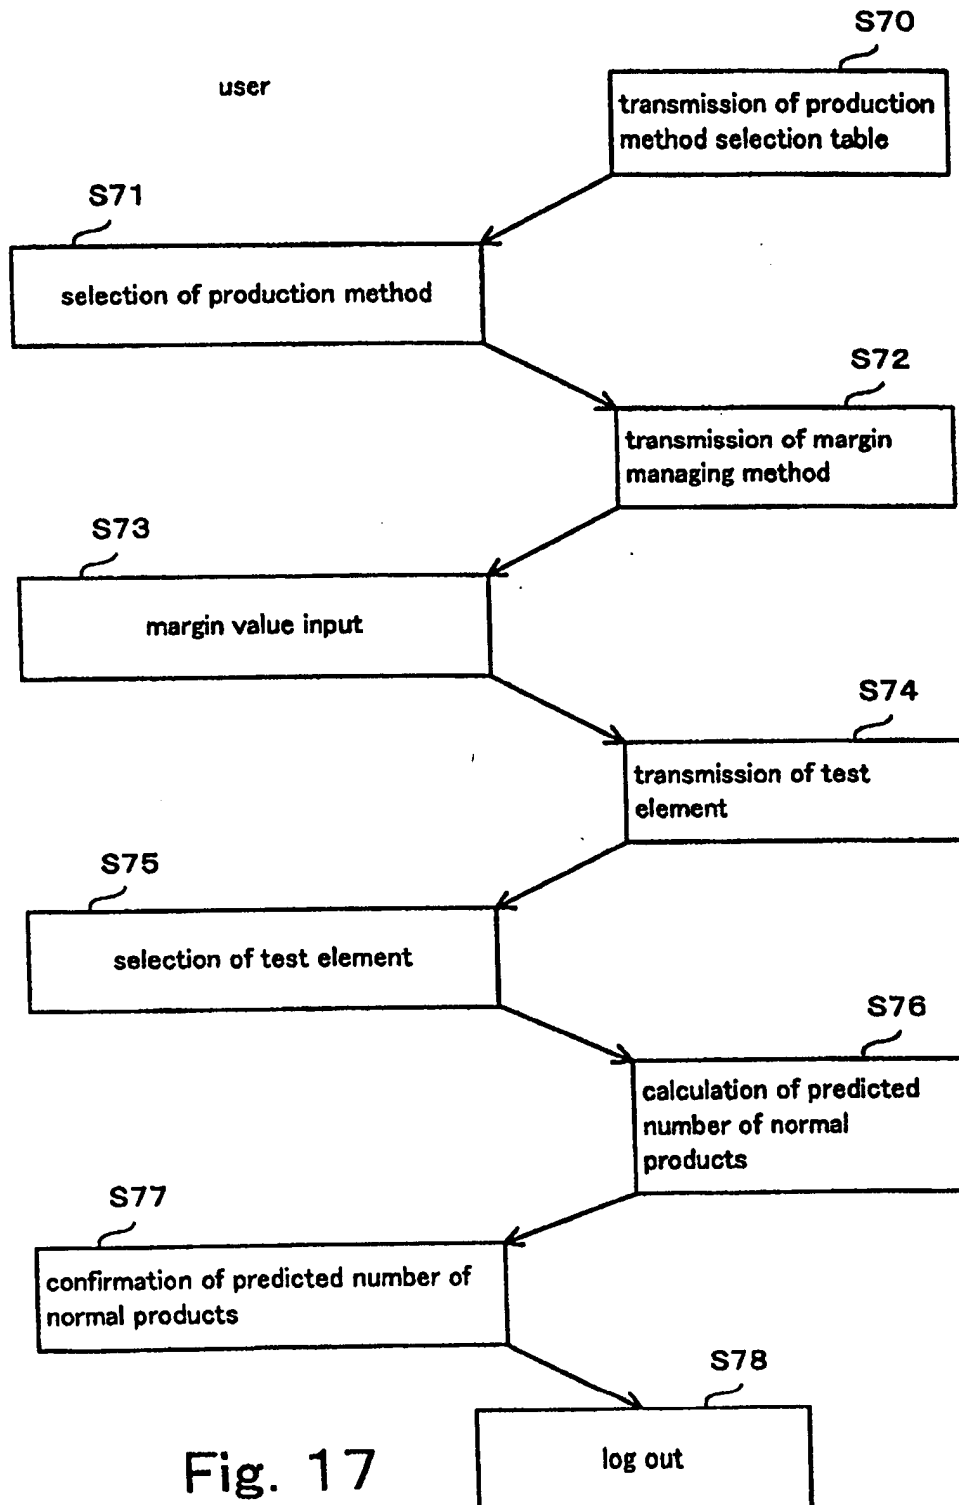 S70
user
transmission of production
method selection table
S71
selection of production method
S72
transmission of margin
managing method
S73
margin value input
S74
transmission of test
element
S75
selection of test element
S76
calculation of predicted
number of normal
products
S77
confirmation of predicted number of
normal products
S78
log out
Fig. 17